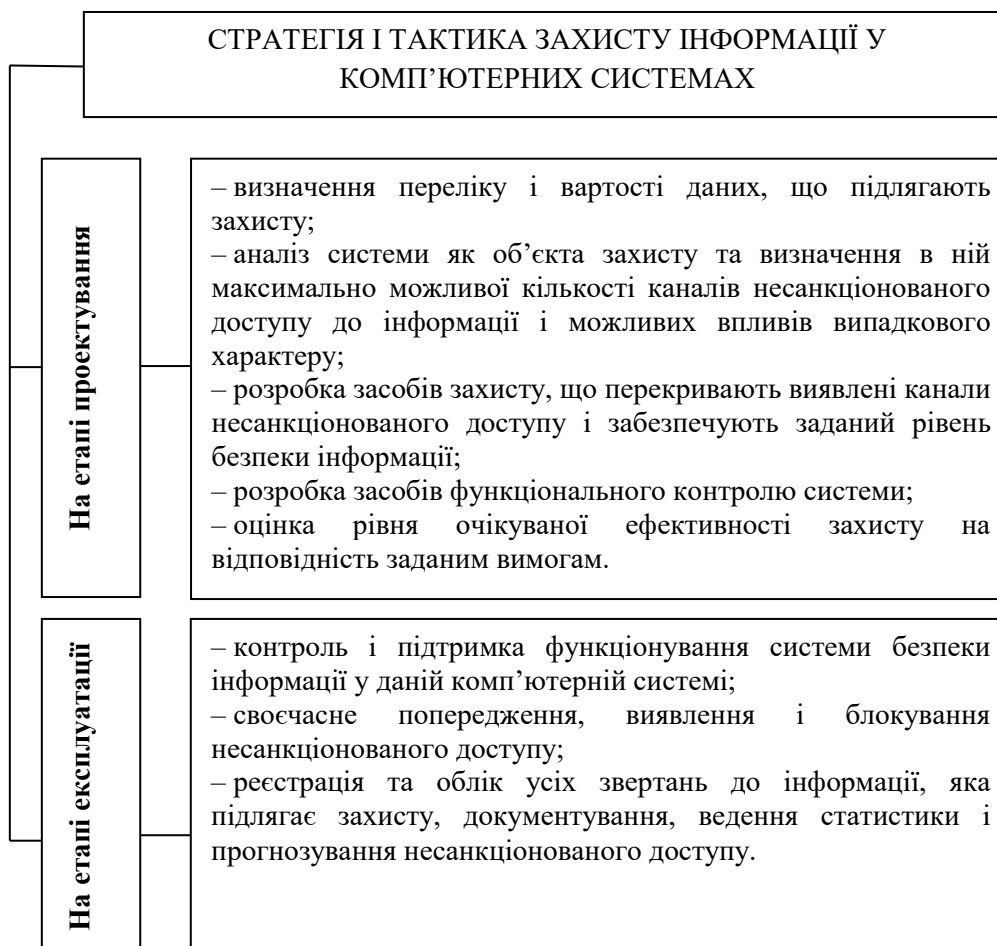 СТРАТЕГІЯ І ТАКТИКА ЗАХИСТУ ІНФОРМАЦІЇ У
КОМП’ЮТЕРНИХ СИСТЕМАХ
На етапі проектування
– визначення переліку і вартості даних, що підлягають
захисту;
– аналіз системи як об’єкта захисту та визначення в ній
максимально можливої кількості каналів несанкціонованого
доступу до інформації і можливих впливів випадкового
характеру;
– розробка засобів захисту, що перекривають виявлені канали
несанкціонованого доступу і забезпечують заданий рівень
безпеки інформації;
– розробка засобів функціонального контролю системи;
– оцінка рівня очікуваної ефективності захисту на
відповідність заданим вимогам.
На етапі експлуатації
– контроль і підтримка функціонування системи безпеки
інформації у даній комп’ютерній системі;
– своєчасне попередження, виявлення і блокування
несанкціонованого доступу;
– реєстрація та облік усіх звертань до інформації, яка
підлягає захисту, документування, ведення статистики і
прогнозування несанкціонованого доступу.